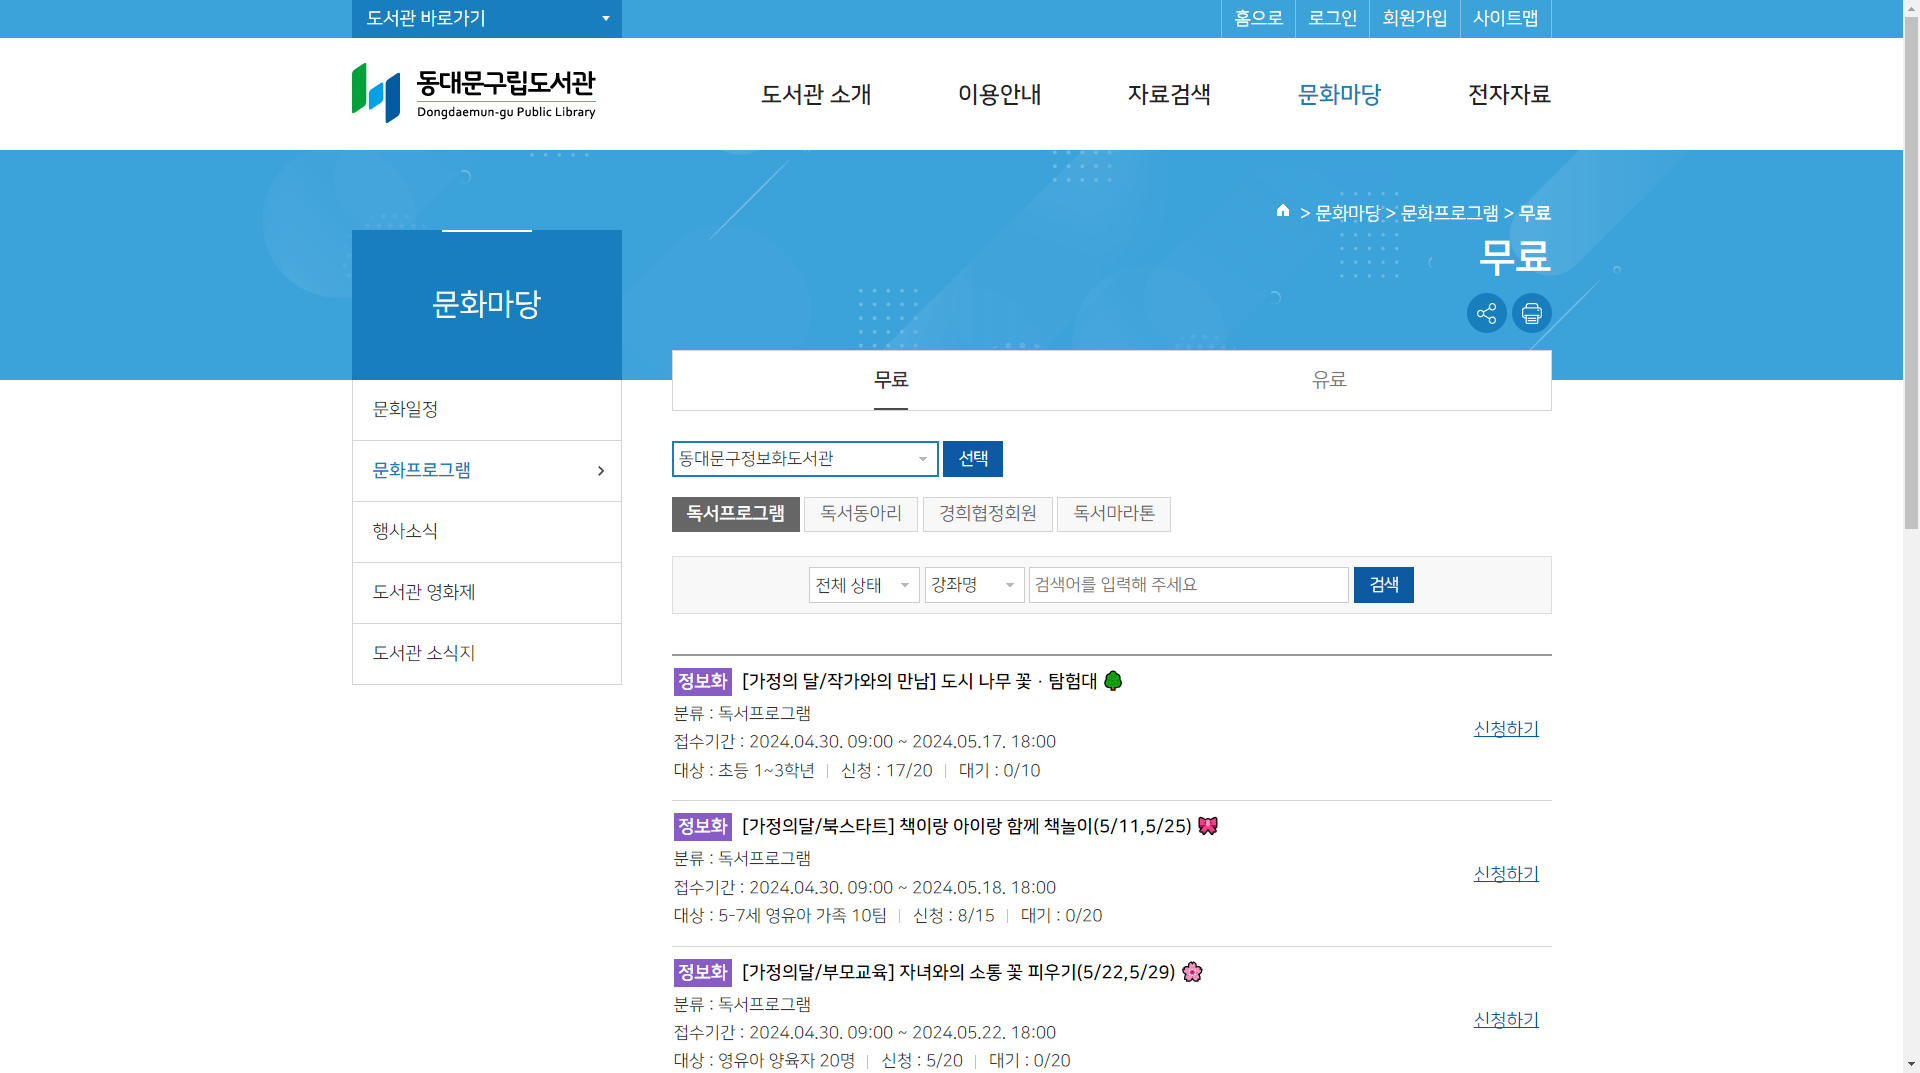 도서관 바로가기
홈으로
로그인
회원가입
사이트맵
동대문구립도서관
Dongdaemun-gu Public Library
도서관 소개
이용안내
자료검색
문화마당
전자자료
> 문화마당 > 문화프로그램 > 무료
무료
문화마당
문화일정
문화프로그램
행사소식
도서관 영화제
도서관 소식지
무료
유료
동대문구정보화도서관
선택
독서프로그램
독서동아리
경희협정회원
독서마라톤
전체 상태
강좌명
검색어를 입력해 주세요
검색
정보화 [가정의 달/작가와의 만남] 도시 나무 꽃 · 탐험대 🌳
분류 : 독서프로그램
접수기간 : 2024.04.30. 09:00 ~ 2024.05.17. 18:00
대상 : 초등 1~3학년 | 신청 : 17/20 | 대기 : 0/10
신청하기
정보화 [가정의달/북스타트] 책이랑 아이랑 함께 책놀이(5/11,5/25) 🎀
분류 : 독서프로그램
접수기간 : 2024.04.30. 09:00 ~ 2024.05.18. 18:00
대상 : 5-7세 영유아 가족 10팀 | 신청 : 8/15 | 대기 : 0/20
신청하기
정보화 [가정의달/부모교육] 자녀와의 소통 꽃 피우기(5/22,5/29) 🌸
분류 : 독서프로그램
접수기간 : 2024.04.30. 09:00 ~ 2024.05.22. 18:00
대상 : 영유아 양육자 20명 | 신청 : 5/20 | 대기 : 0/20
신청하기